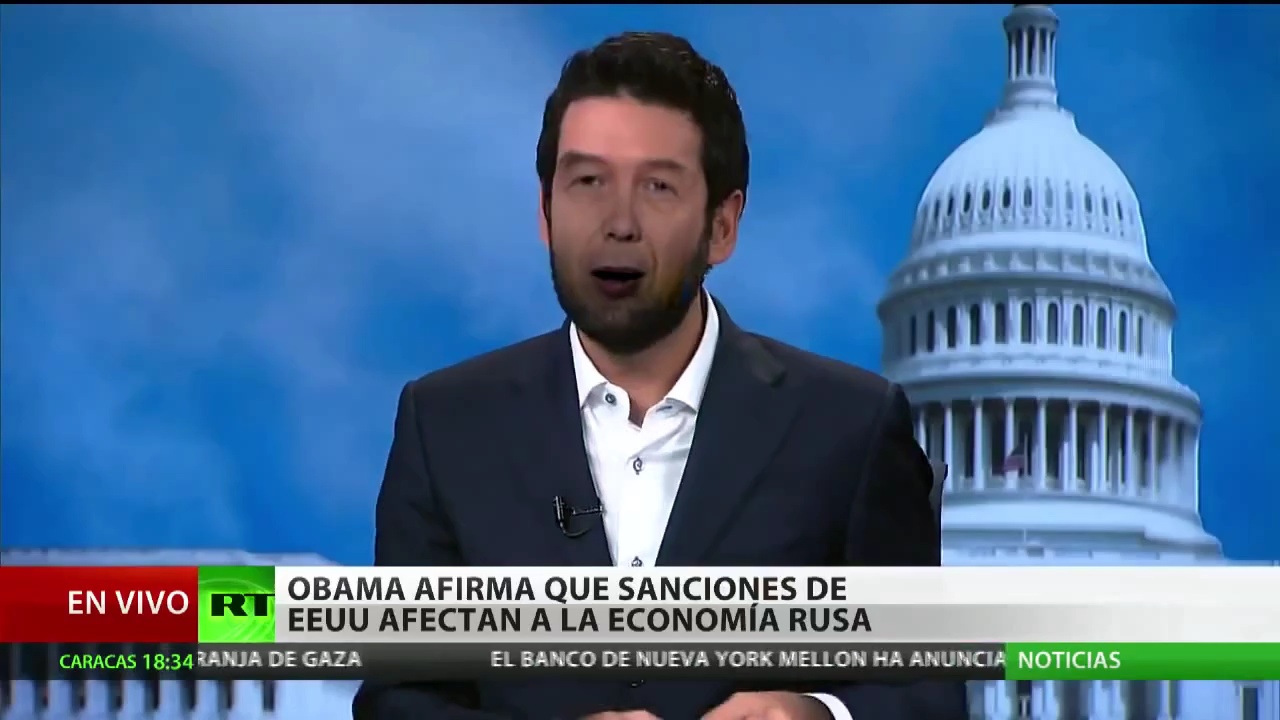 EN VIVO
RT
OBAMA AFIRMA QUE SANCIONES DE
EEUU AFECTAN A LA ECONOMÍA RUSA
CARACAS 18:34
RANJA DE GAZA
EL BANCO DE NUEVA YORK MELLON HA ANUNCIA
NOTICIAS